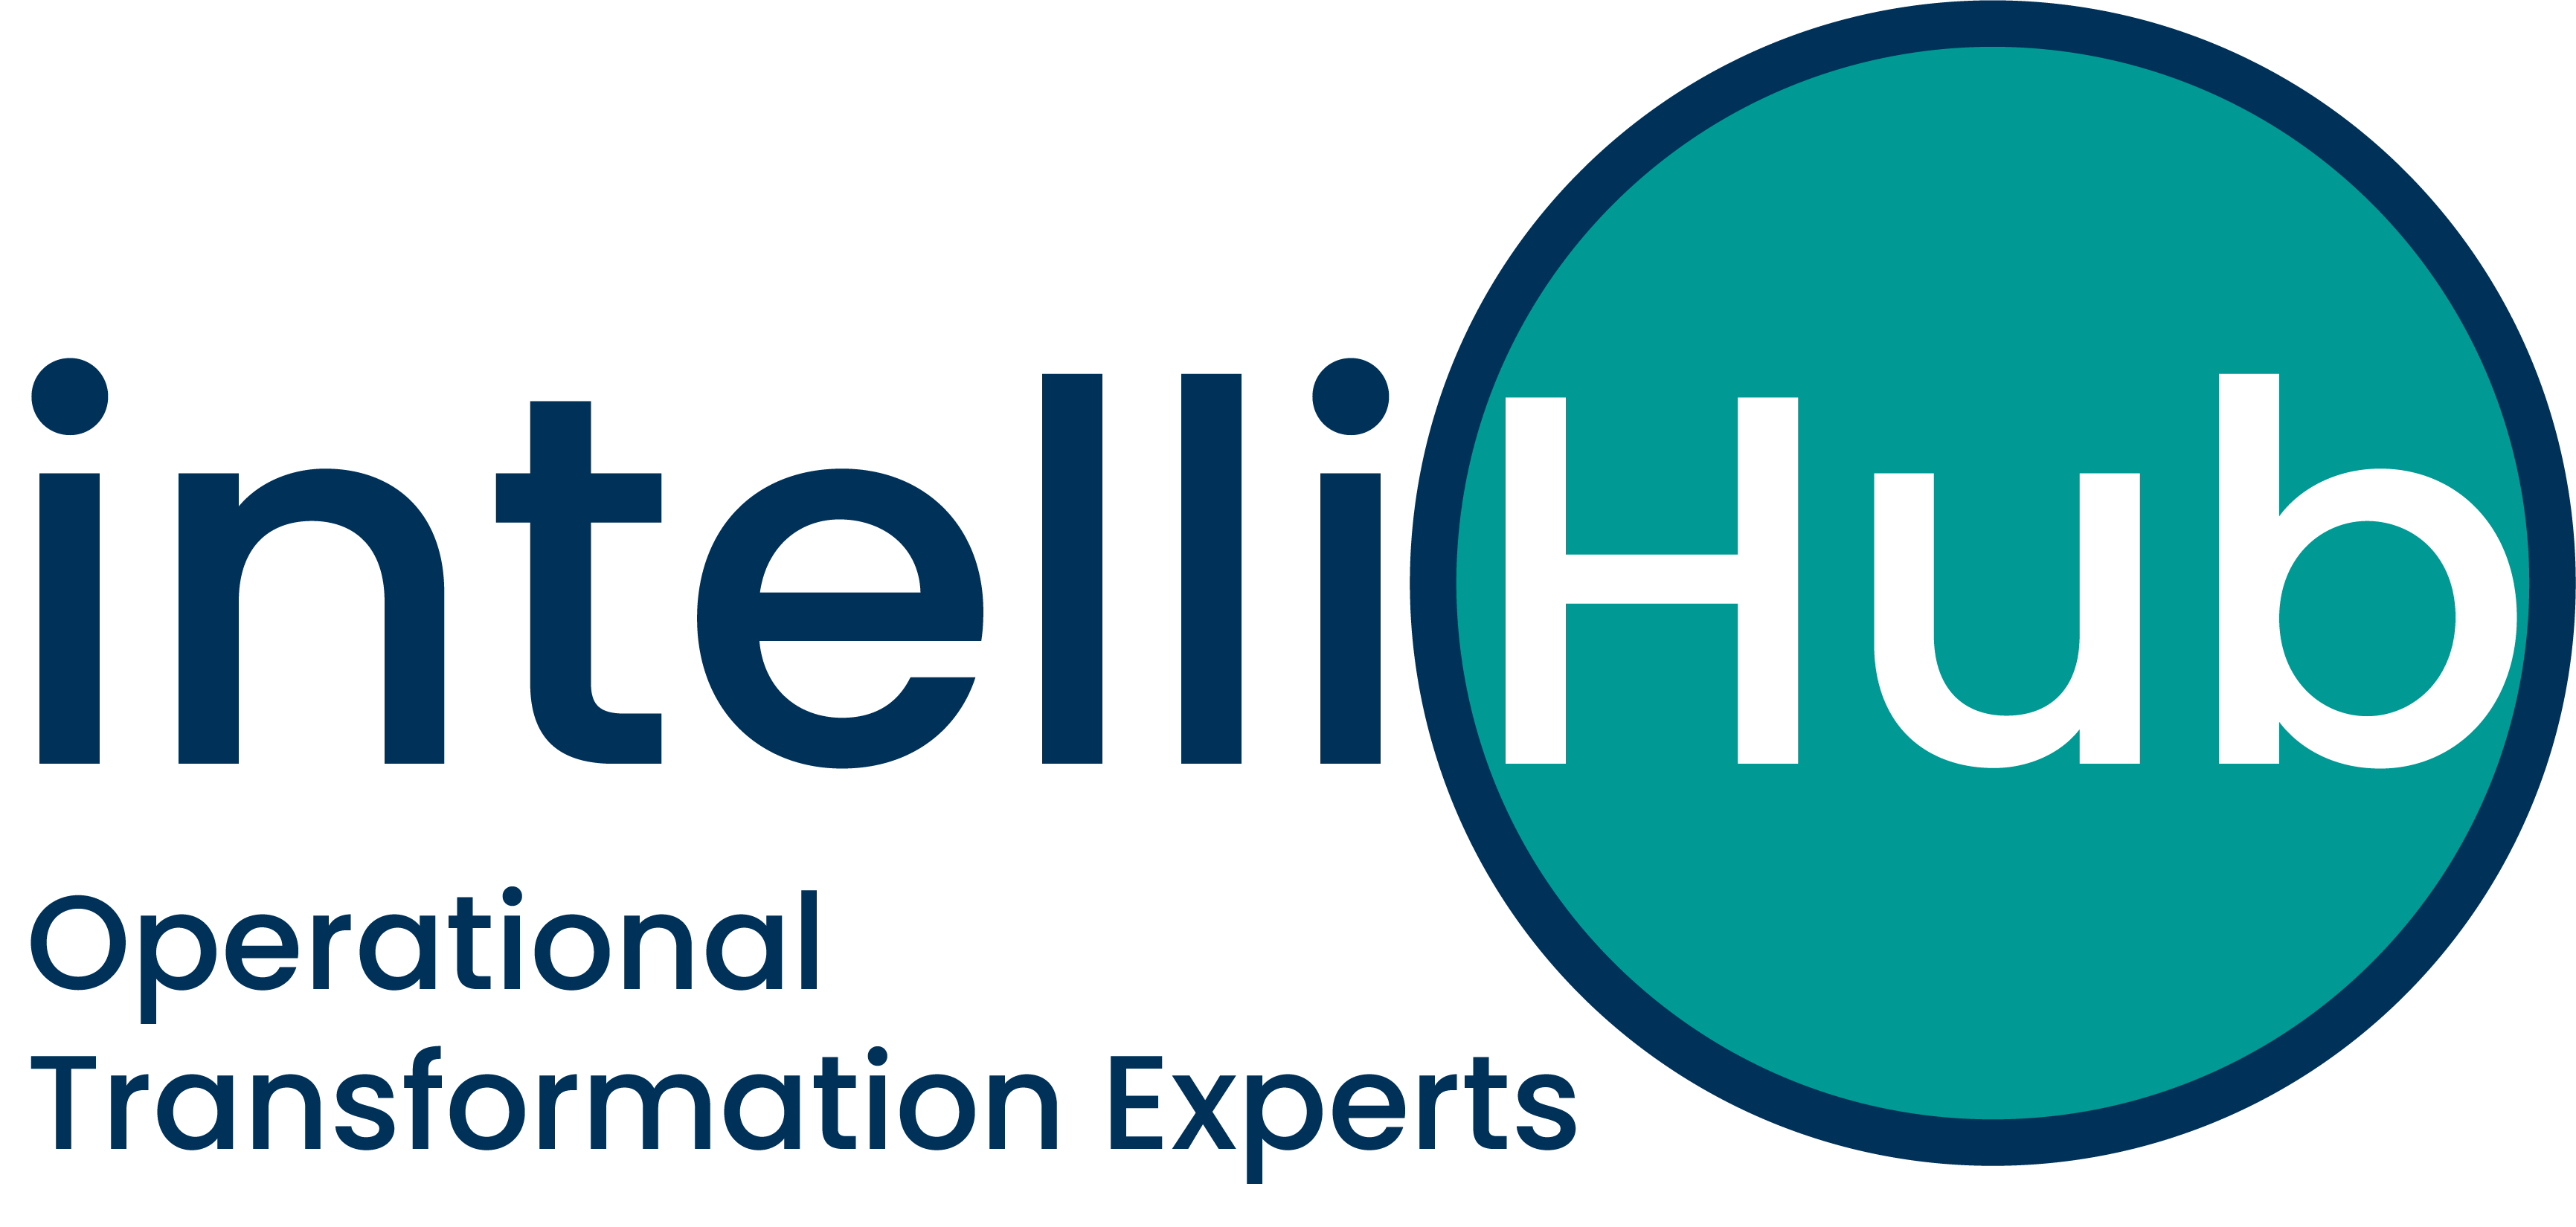 intelliHub
Operational
Transformation Experts